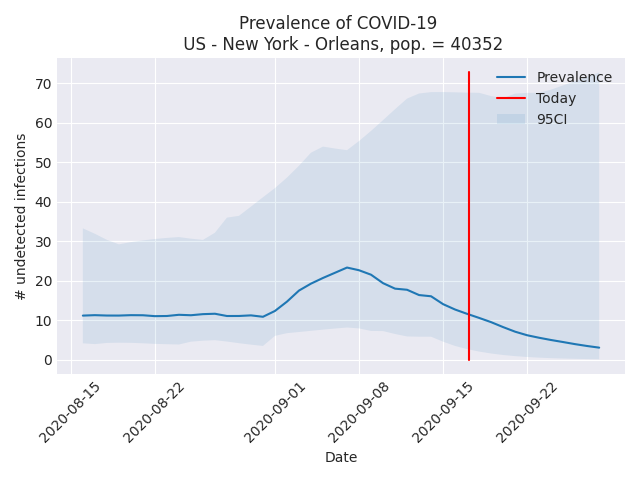 Prevalence of COVID-19
US - New York - Orleans, pop. = 40352
# undetected infections
70
60
50
40
30
20
10
0
Prevalence
Today
95CI
2020-08-15
2020-08-22
2020-09-01
2020-09-08
2020-09-15
2020-09-22
Date